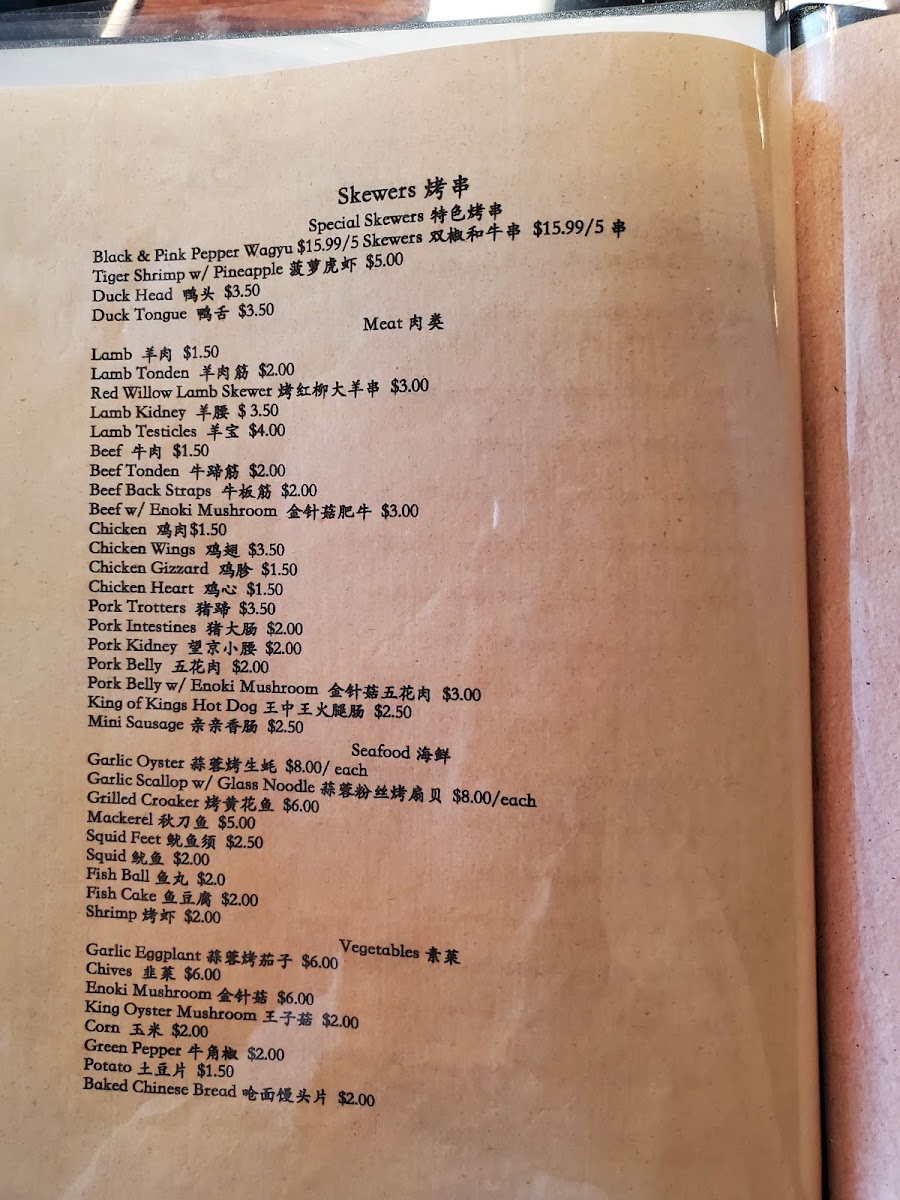 Skewers 烤串
Special Skewers 特色烤串
Black & Pink Pepper Wagyu $15.99/5 Skewers 双椒和牛串 $15.99/5 串
Tiger Shrimp w/ Pineapple 菠萝虎虾 $5.00
Duck Head 鸭头 $3.50
Duck Tongue 鸭舌 $3.50
Meat 肉类
Lamb 羊肉 $1.50
Lamb Tonden 羊肉筋 $2.00
Red Willow Lamb Skewer 烤红柳大羊串 $3.00
Lamb Kidney 羊腰 $ 3.50
Lamb Testicles 羊宝 $4.00
Beef 牛肉 $1.50
Beef Tonden 牛蹄筋 $2.00
Beef Back Straps 牛板筋 $2.00
Beef w/ Enoki Mushroom 金针菇肥牛 $3.00
Chicken 鸡肉$1.50
Chicken Wings 鸡翅 $3.50
Chicken Gizzard 鸡胗 $1.50
Chicken Heart 鸡心 $1.50
Pork Trotters 猪蹄 $3.50
Pork Intestines 猪大肠 $2.00
Pork Kidney 望京小腰 $2.00
Pork Belly 五花肉 $2.00
Pork Belly w/ Enoki Mushroom 金针菇五花肉 $3.00
King of Kings Hot Dog 王中王火腿肠 $2.50
Mini Sausage 亲亲香肠 $2.50
Seafood 海鲜
Garlic Oyster 蒜蓉烤生蚝 $8.00/ each
Garlic Scallop w/ Glass Noodle 蒜蓉粉丝烤扇贝 $8.00/each
Grilled Croaker 烤黄花鱼 $6.00
Mackerel 秋刀鱼 $5.00
Squid Feet 鱿鱼须 $2.50
Squid 鱿鱼 $2.00
Fish Ball 鱼丸 $2.0
Fish Cake 鱼豆腐 $2.00
Shrimp 烤虾 $2.00
Vegetables 素菜
Garlic Eggplant 蒜蓉烤茄子 $6.00
Chives 韭菜 $6.00
Enoki Mushroom 金针菇 $6.00
King Oyster Mushroom 王子菇 $2.00
Corn 玉米 $2.00
Green Pepper 牛角椒 $2.00
Potato 土豆片 $1.50
Baked Chinese Bread 呛面馒头片 $2.00